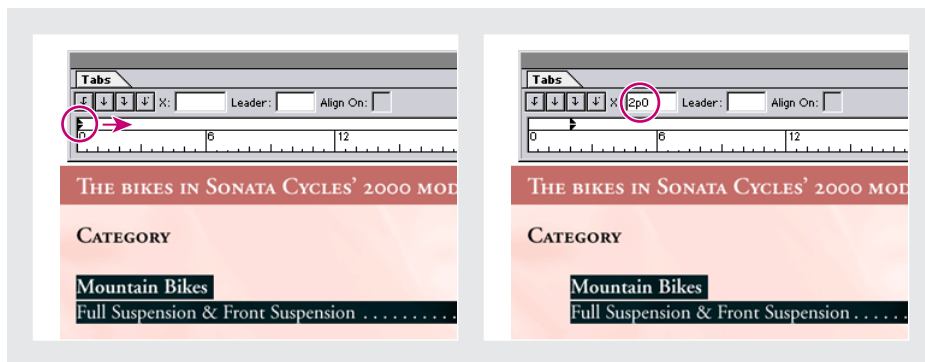 Tabs
X: Leader: Align On:
0 6 12
THE BIKES IN SONATA CYCLES' 2000 MOD
CATEGORY
Mountain Bikes
Full Suspension & Front Suspension . . . . . . . . . .
Tabs
X 2p0 Leader: Align On:
0 6 12
THE BIKES IN SONATA CYCLES' 2000 MOD
CATEGORY
Mountain Bikes
Full Suspension & Front Suspension . . . . . .